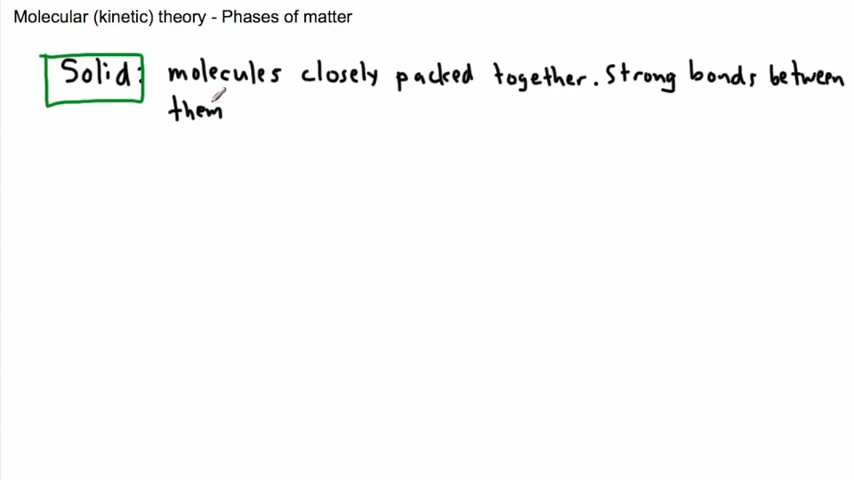 Molecular (kinetic) theory - Phases of matter
Solid: molecules closely packed together. Strong bonds between
them